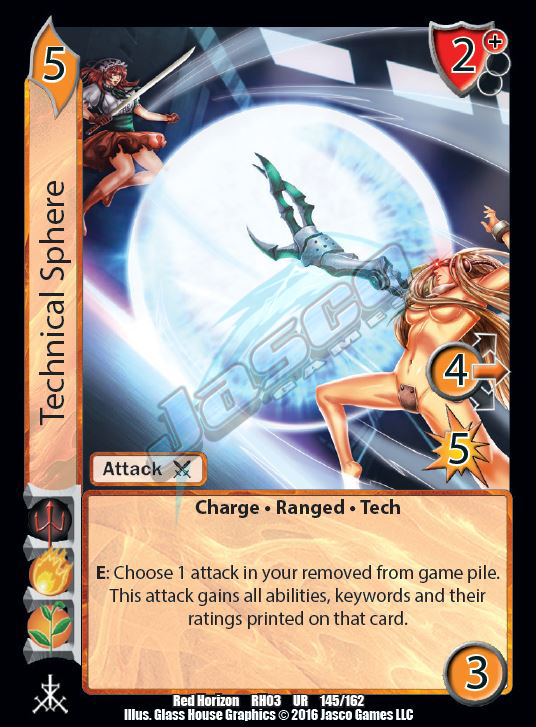 5
2
+
Technical Sphere
Jasco
GAMES
4
5
Attack
Charge • Ranged • Tech
E: Choose 1 attack in your removed from game pile.
This attack gains all abilities, keywords and their
ratings printed on that card.
3
Red Horizon RH03 UR 145/162
Illus. Glass House Graphics © 2016 Jasco Games LLC